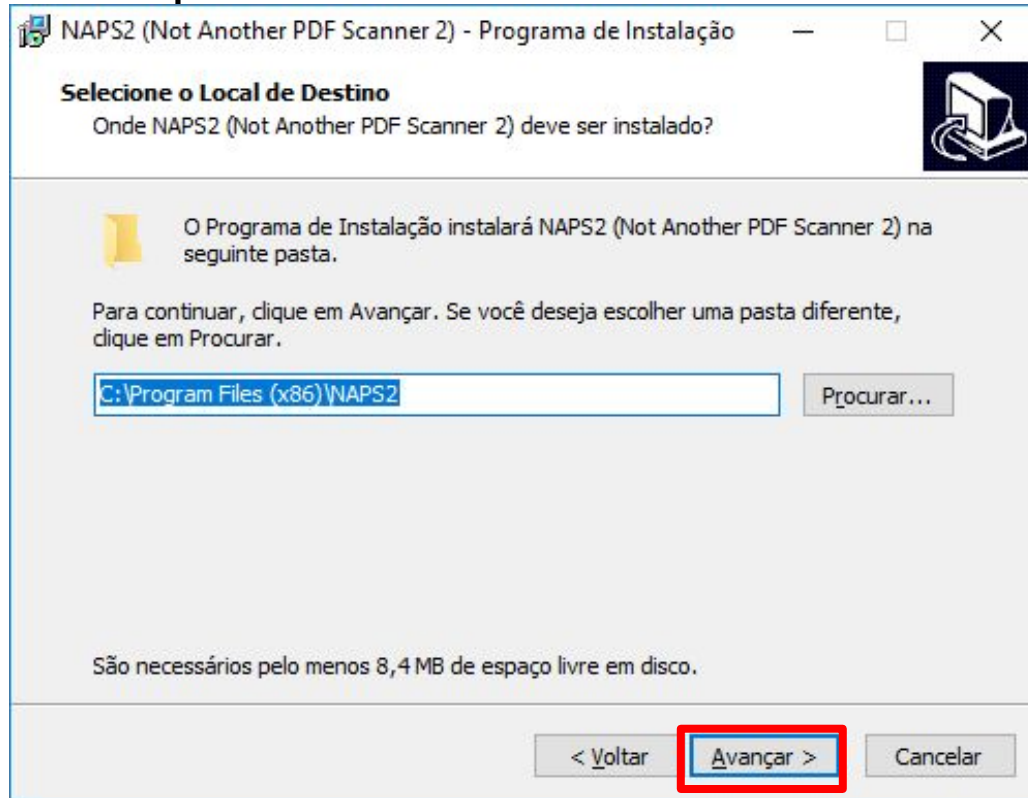 NAPS2 (Not Another PDF Scanner 2) - Programa de Instalação
Selecione o Local de Destino
Onde NAPS2 (Not Another PDF Scanner 2) deve ser instalado?
O Programa de Instalação instalará NAPS2 (Not Another PDF Scanner 2) na
seguinte pasta.
Para continuar, clique em Avançar. Se você deseja escolher uma pasta diferente,
clique em Procurar.
C:\Program Files (x86)\NAPS2
Procurar...
São necessários pelo menos 8,4 MB de espaço livre em disco.
< Voltar
Avançar >
Cancelar